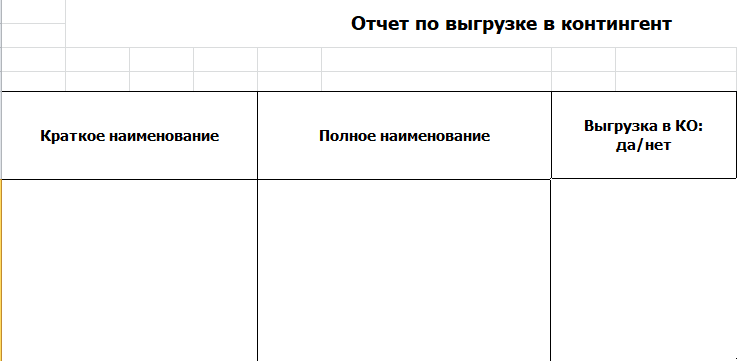 Отчет по выгрузке в контингент
Краткое наименование
Полное наименование
Выгрузка в КО:
да/нет